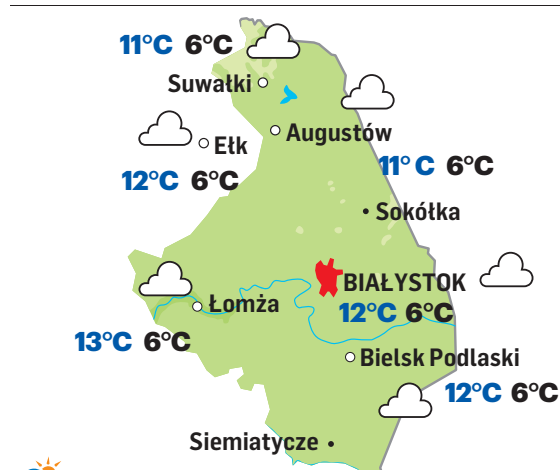 11°C 6°C
Suwałki
Augustów
Ełk
12°C 6°C
11° C 6°C
Sokółka
BIAŁYSTOK
12°C 6°C
Łomża
13°C 6°C
Bielsk Podlaski
12°C 6°C
Siemiatycze